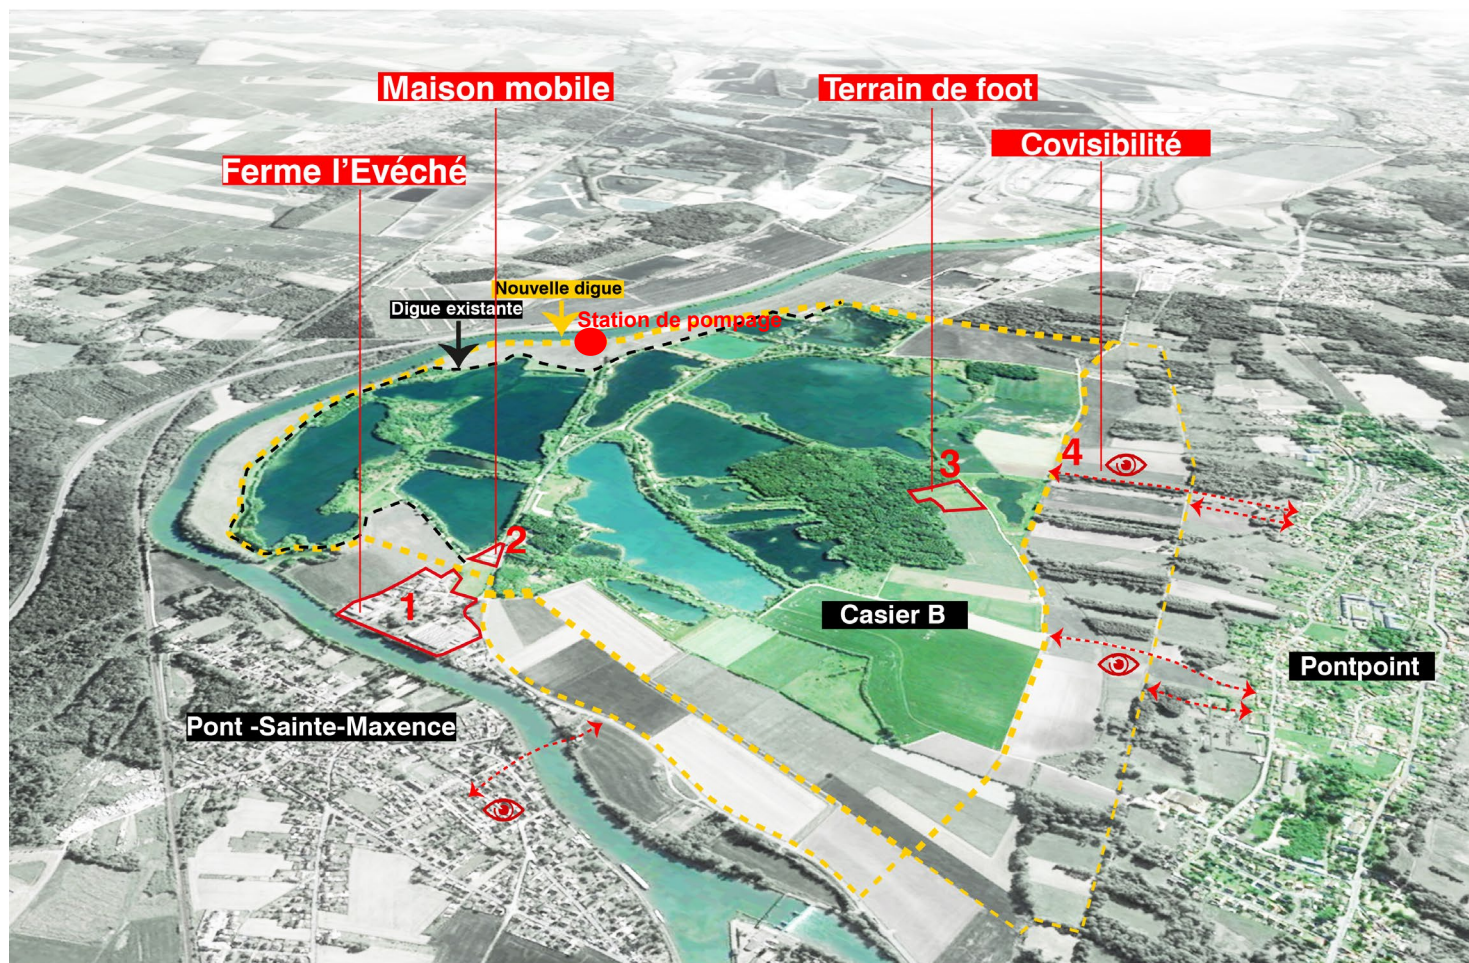 Maison mobile
Terrain de foot
Covisibilité
Ferme l'Evéché
Nouvelle digue
Digue existante
Station de pompage
4
3
2
1
Casier B
Pontpoint
Pont -Sainte-Maxence